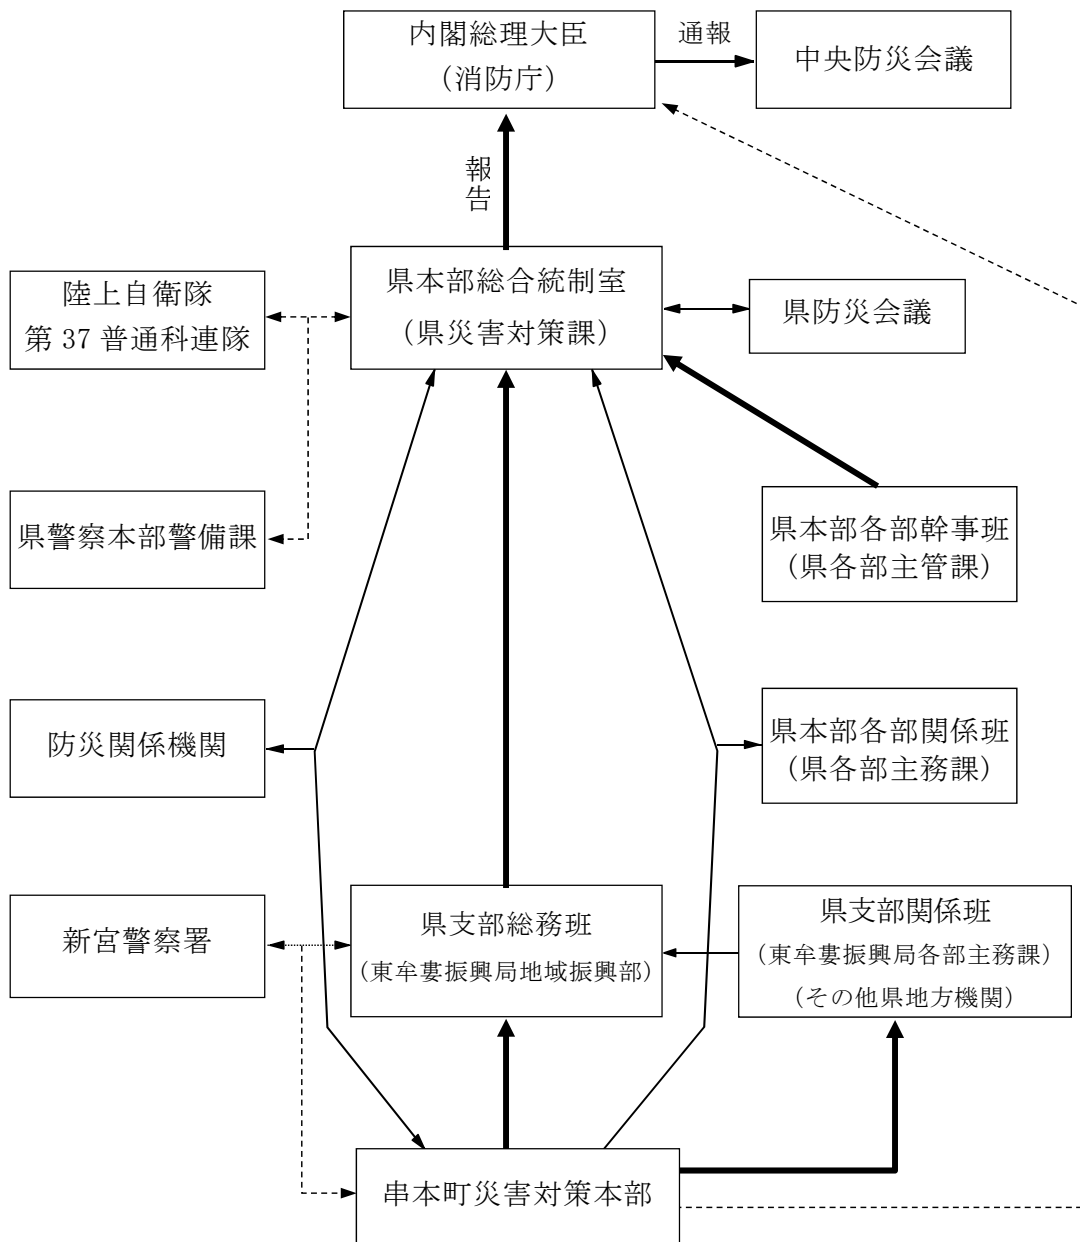 内閣総理大臣
（消防庁）
通報
中央防災会議
報告
県本部総合統制室
（県災害対策課）
陸上自衛隊
第 37 普通科連隊
県防災会議
県警察本部警備課
県本部各部幹事班
（県各部主管課）
防災関係機関
県本部各部関係班
（県各部主務課）
新宮警察署
県支部総務班
（東牟婁振興局地域振興部）
県支部関係班
（東牟婁振興局各部主務課）
（その他県地方機関）
串本町災害対策本部